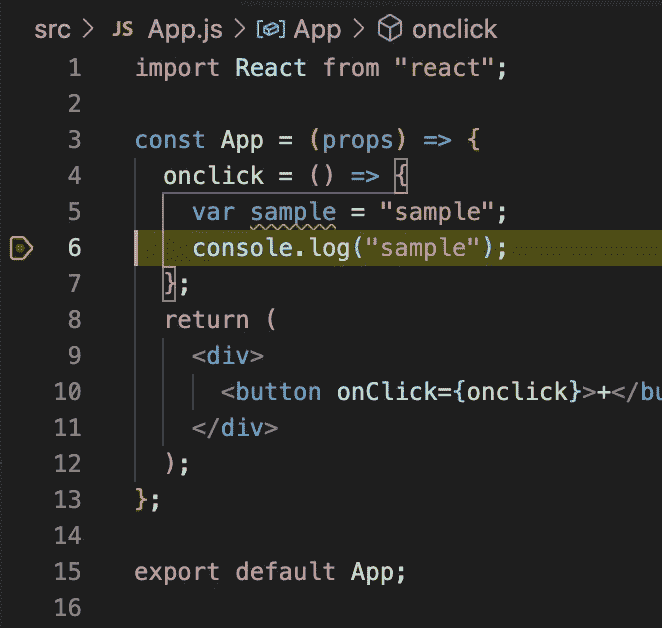 src > JS App.js > App > onclick
1 import React from "react";
2
3 const App = (props) => {
4 onclick = () => {
5 var sample = "sample";
6 console.log("sample");
7 };
8 return (
9 <div>
10 <button onClick={onclick}>+</bu
11 </div>
12 );
13 };
14
15 export default App;
16